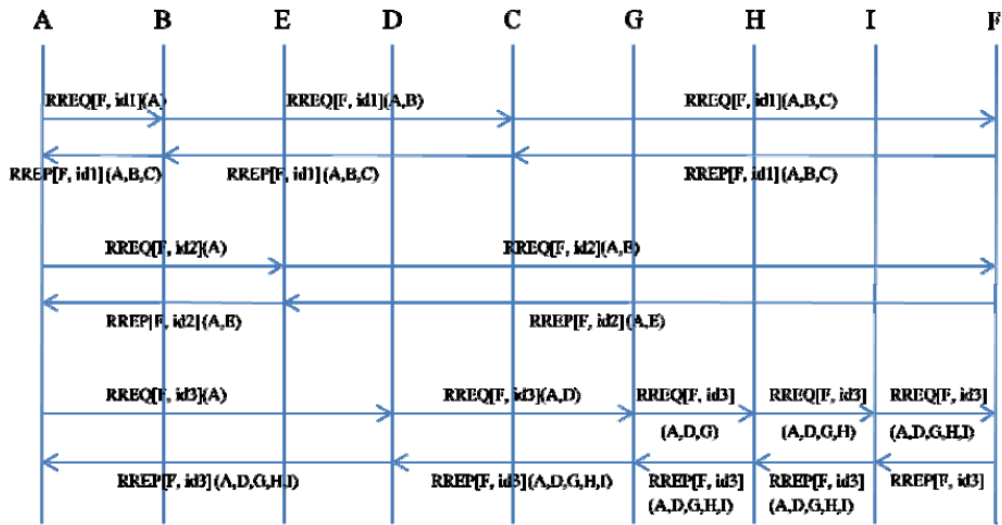 A B E D C G H I F
RREQ[F, id1](A) RREQ[F, id1](A,B) RREQ[F, id1](A,B,C)
RREP[F, id1](A,B,C) RREP[F, id1](A,B,C) RREP[F, id1](A,B,C)
RREQ[F, id2](A) RREQ[F, id2](A,E)
RREP[F, id2](A,E) RREP[F, id2](A,E)
RREQ[F, id3](A) RREQ[F, id3](A,D) RREQ[F, id3] RREQ[F, id3] RREQ[F, id3]
(A,D,G) (A,D,G,H) (A,D,G,H,I)
RREP[F, id3](A,D,G,H,I) RREP[F, id3](A,D,G,H,I) RREP[F, id3] RREP[F, id3] RREP[F, id3]
(A,D,G,H,I) (A,D,G,H,I)